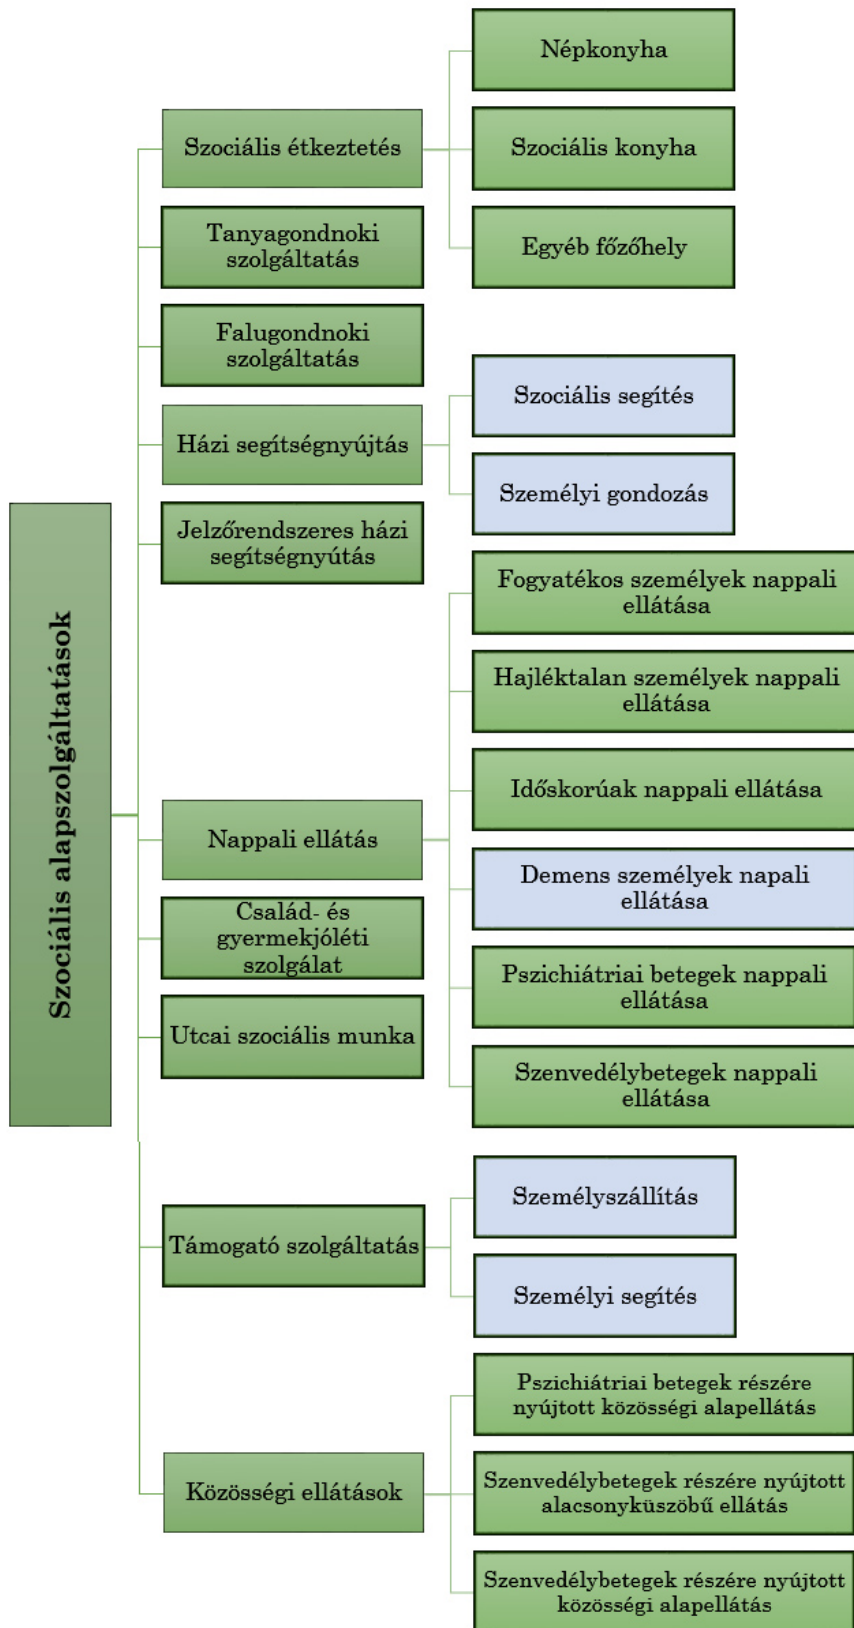 Szociális alapszolgáltatások
Szociális étkeztetés
Népkonyha
Szociális konyha
Egyéb főzőhely
Tanyagondnoki
szolgáltatás
Falugondnoki
szolgáltatás
Házi segítségnyújtás
Szociális segítés
Személyi gondozás
Jelzőrendszeres házi
segítségnyútás
Nappali ellátás
Fogyatékos személyek nappali
ellátása
Hajléktalan személyek nappali
ellátása
Időskorúak nappali ellátása
Demens személyek napali
ellátása
Pszichiátriai betegek nappali
ellátása
Szenvedélybetegek nappali
ellátása
Család- és
gyermekjóléti
szolgálat
Utcai szociális munka
Támogató szolgáltatás
Személyszállítás
Személyi segítés
Közösségi ellátások
Pszichiátriai betegek részére
nyújtott közösségi alapellátás
Szenvedélybetegek részére nyújtott
alacsonyküszöbű ellátás
Szenvedélybetegek részére nyújtott
közösségi alapellátás